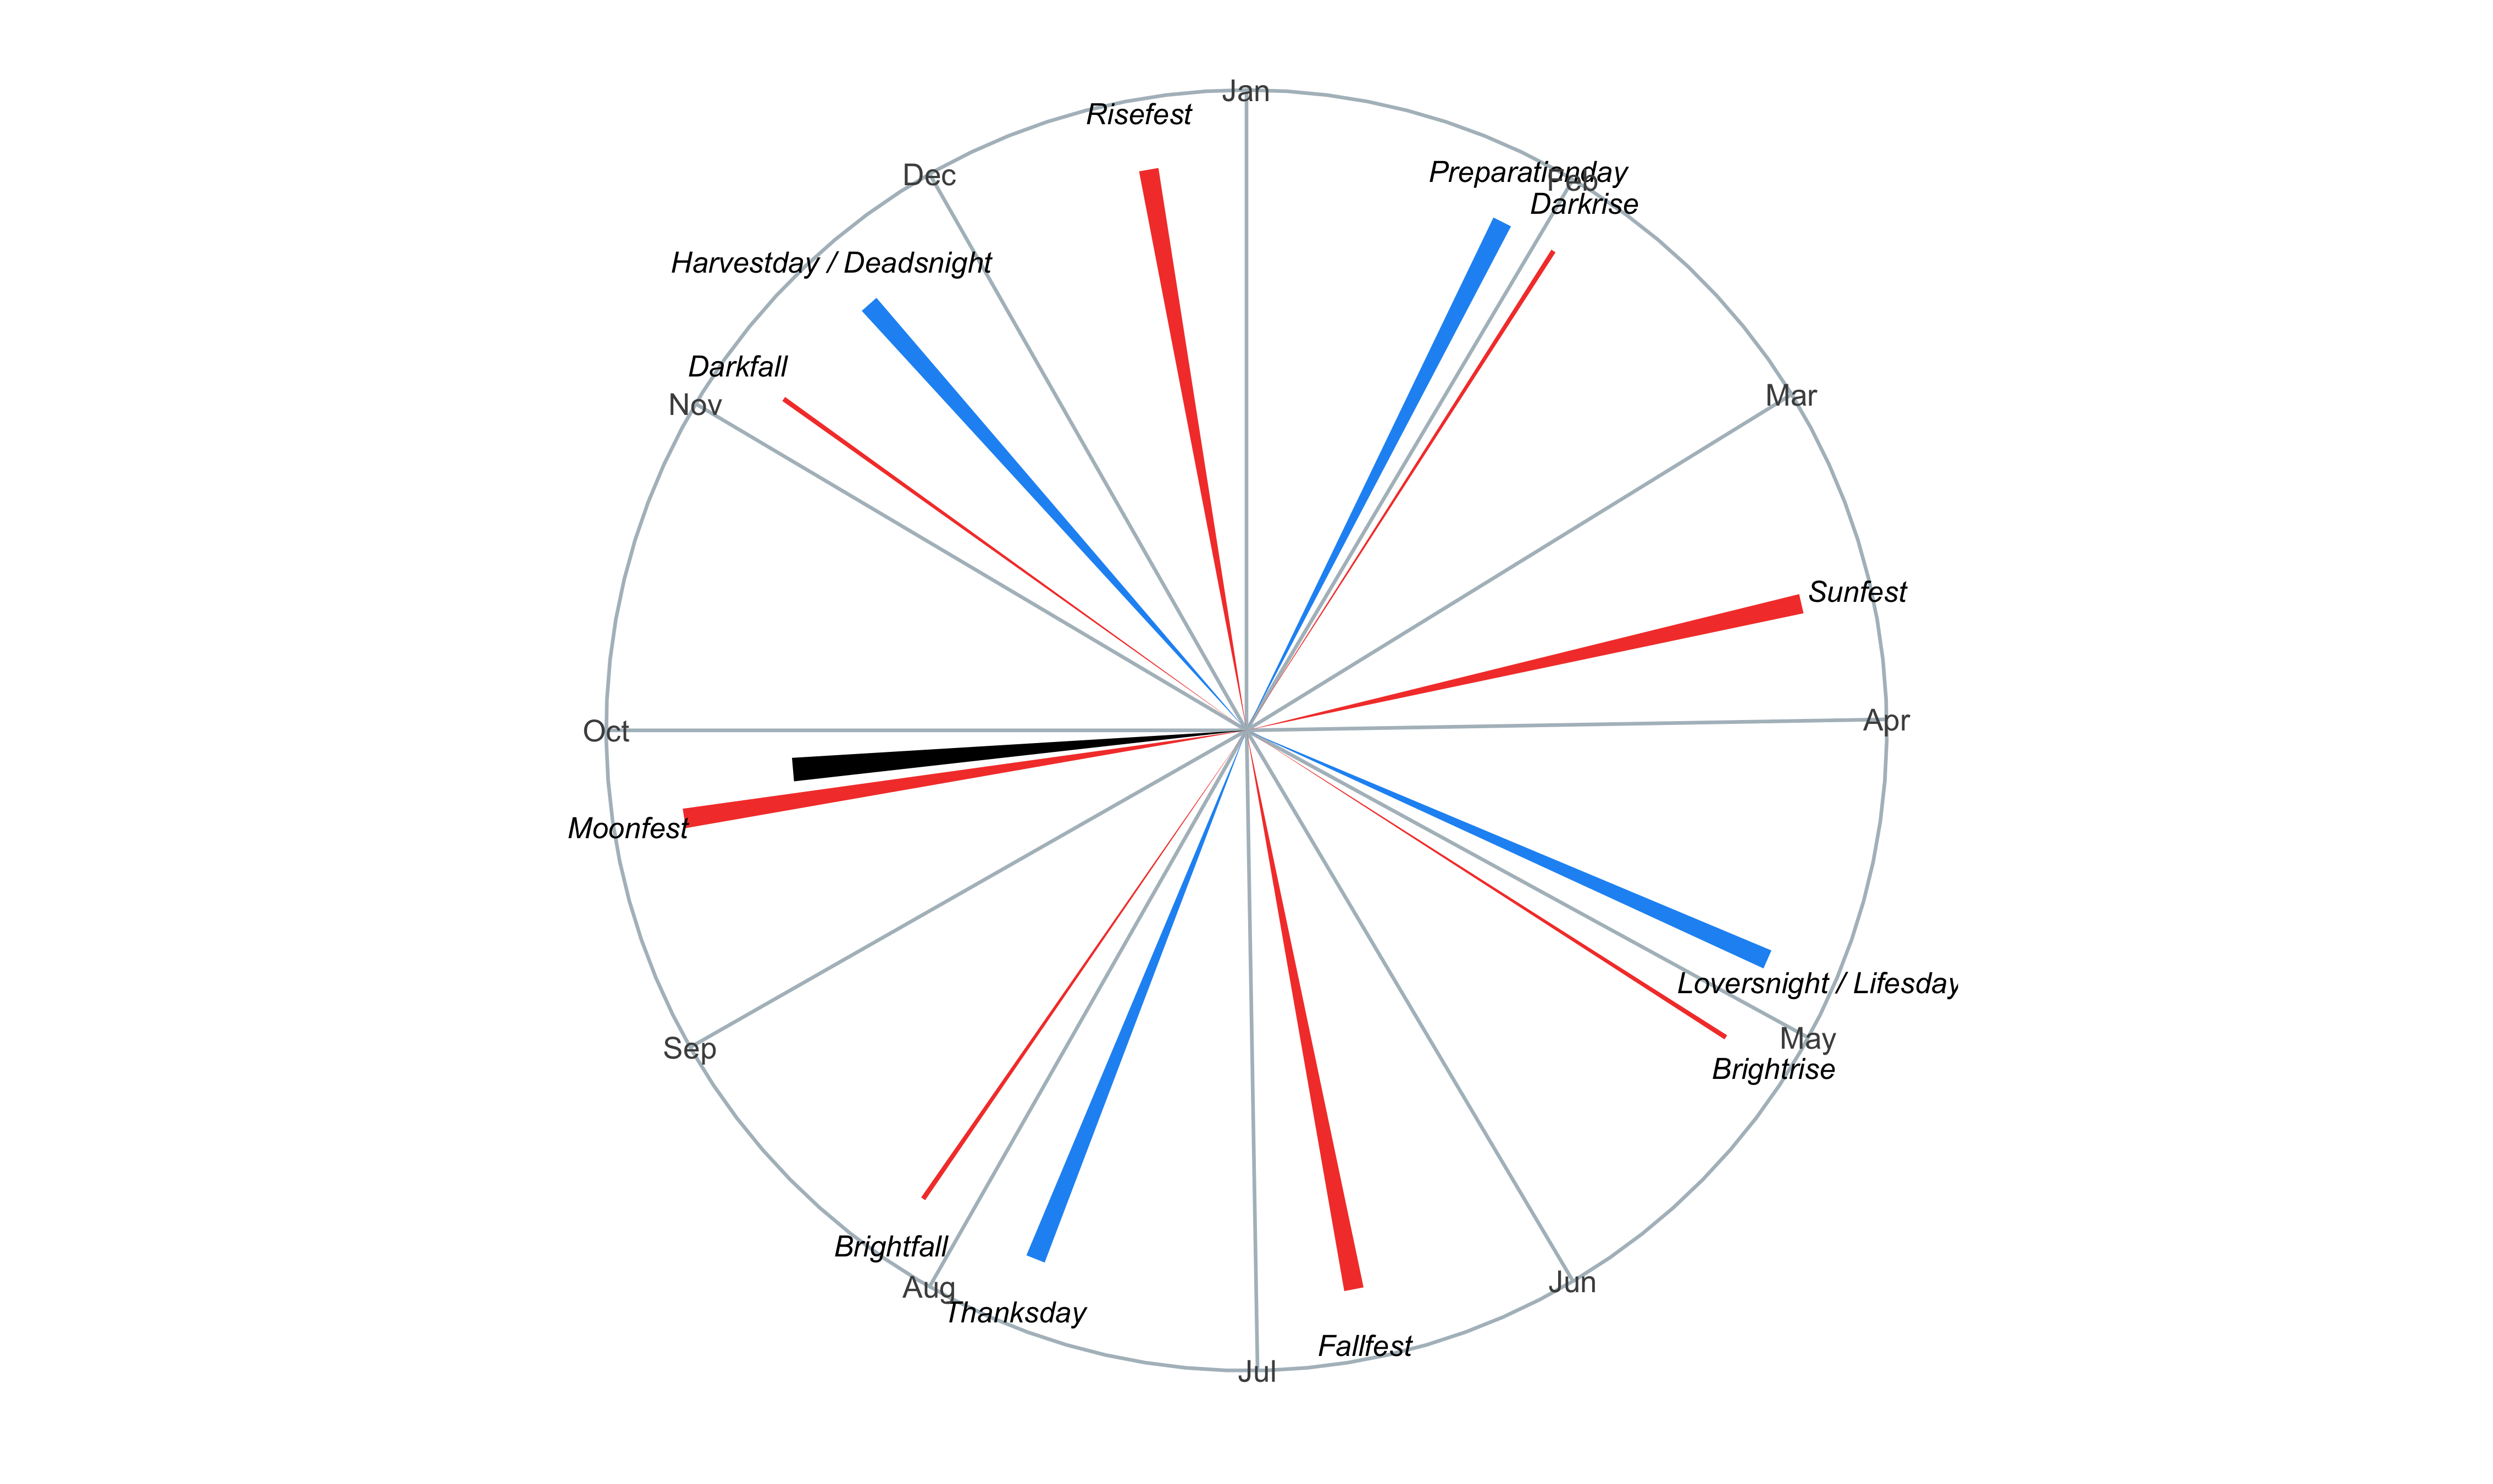 Jan
Risefest
Preparationday
Dec
Feb
Darkrise
Harvestday / Deadsnight
Darkfall
Mar
Nov
Sunfest
Apr
Oct
Moonfest
Loversnight / Lifesday
May
Sep
Brightrise
Brightfall
Jun
Aug
Thanksday
Fallfest
Jul